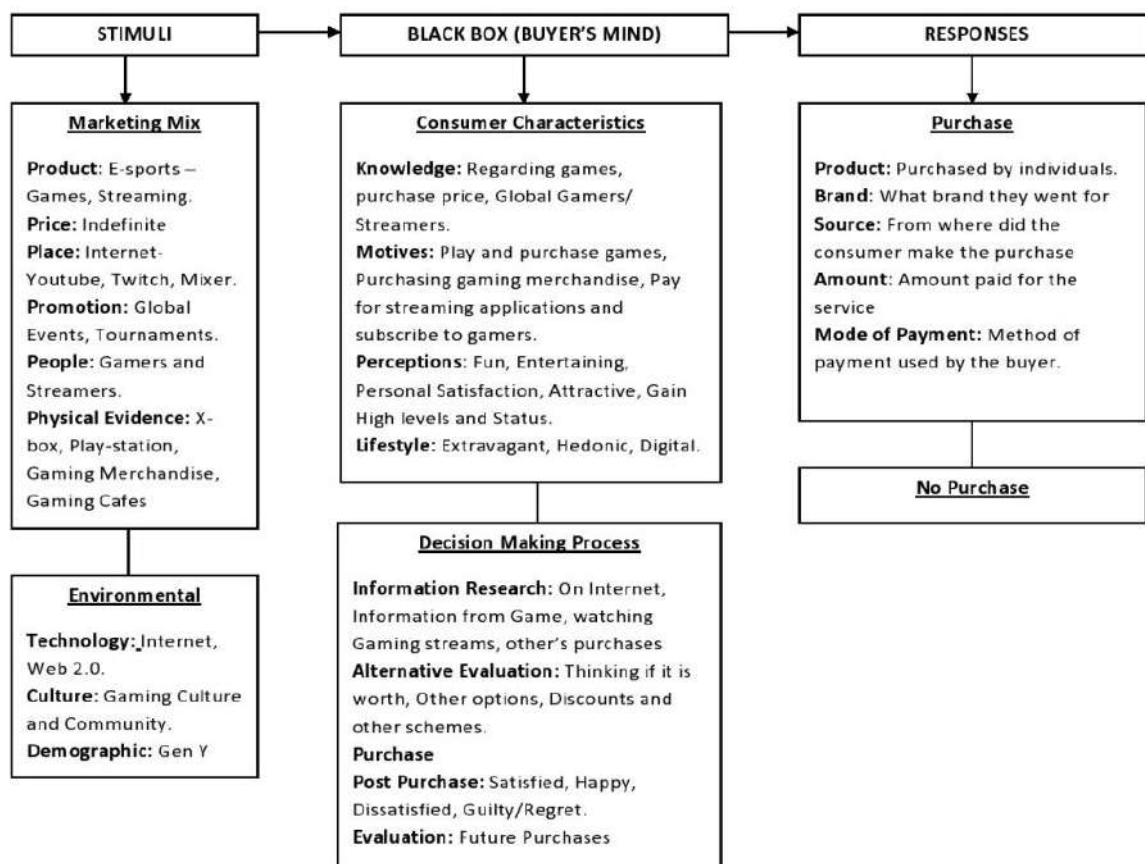 STIMULI
BLACK BOX (BUYER'S MIND)
RESPONSES
Marketing Mix
Product: E-sports –
Games, Streaming.
Price: Indefinite
Place: Internet-
Youtube, Twitch, Mixer.
Promotion: Global
Events, Tournaments.
People: Gamers and
Streamers.
Physical Evidence: X-
box, Play-station,
Gaming Merchandise,
Gaming Cafes
Environmental
Technology: Internet,
Web 2.0.
Culture: Gaming Culture
and Community.
Demographic: Gen Y
Consumer Characteristics
Knowledge: Regarding games,
purchase price, Global Gamers/
Streamers.
Motives: Play and purchase games,
Purchasing gaming merchandise, Pay
for streaming applications and
subscribe to gamers.
Perceptions: Fun, Entertaining,
Personal Satisfaction, Attractive, Gain
High levels and Status.
Lifestyle: Extravagant, Hedonic, Digital.
Decision Making Process
Information Research: On Internet,
Information from Game, watching
Gaming streams, other's purchases
Alternative Evaluation: Thinking if it is
worth, Other options, Discounts and
other schemes.
Purchase
Post Purchase: Satisfied, Happy,
Dissatisfied, Guilty/Regret.
Evaluation: Future Purchases
Purchase
Product: Purchased by individuals.
Brand: What brand they went for
Source: From where did the
consumer make the purchase
Amount: Amount paid for the
service
Mode of Payment: Method of
payment used by the buyer.
No Purchase